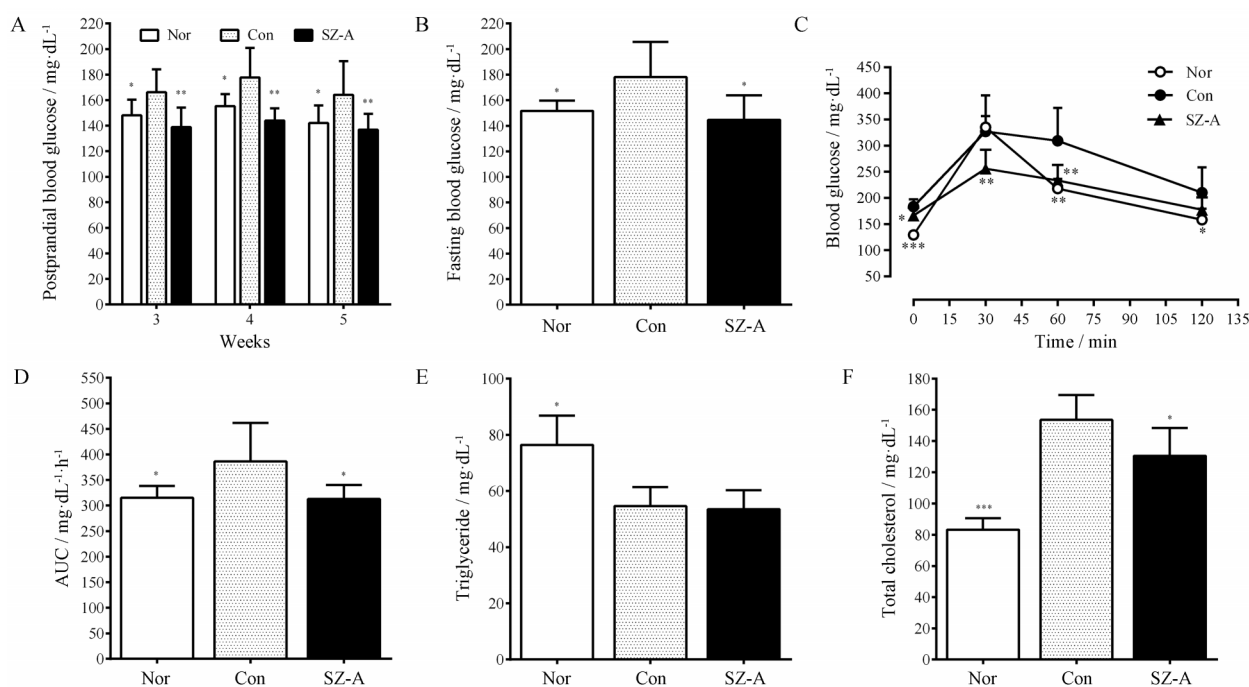 A
Postprandial blood glucose / mg·dL-1
220
200
180
160
140
120
100
80
60
40
20
0
Nor Con SZ-A
* ** * ** * **
3 4 5
Weeks
B
Fasting blood glucose / mg·dL-1
220
200
180
160
140
120
100
80
60
40
20
0
* *
Nor Con SZ-A
C
Blood glucose / mg·dL-1
450
400
350
300
250
200
150
100
50
Nor
Con
SZ-A
**
* ** **
*** *
0 15 30 45 60 75 90 105 120 135
Time / min
D
AUC / mg·dL-1·h-1
550
500
450
400
350
300
250
200
150
100
50
0
* *
Nor Con SZ-A
E
Triglyceride / mg·dL-1
100
80
60
40
20
0
*
Nor Con SZ-A
F
Total cholesterol / mg·dL-1
180
160
140
120
100
80
60
40
20
0
*** *
Nor Con SZ-A